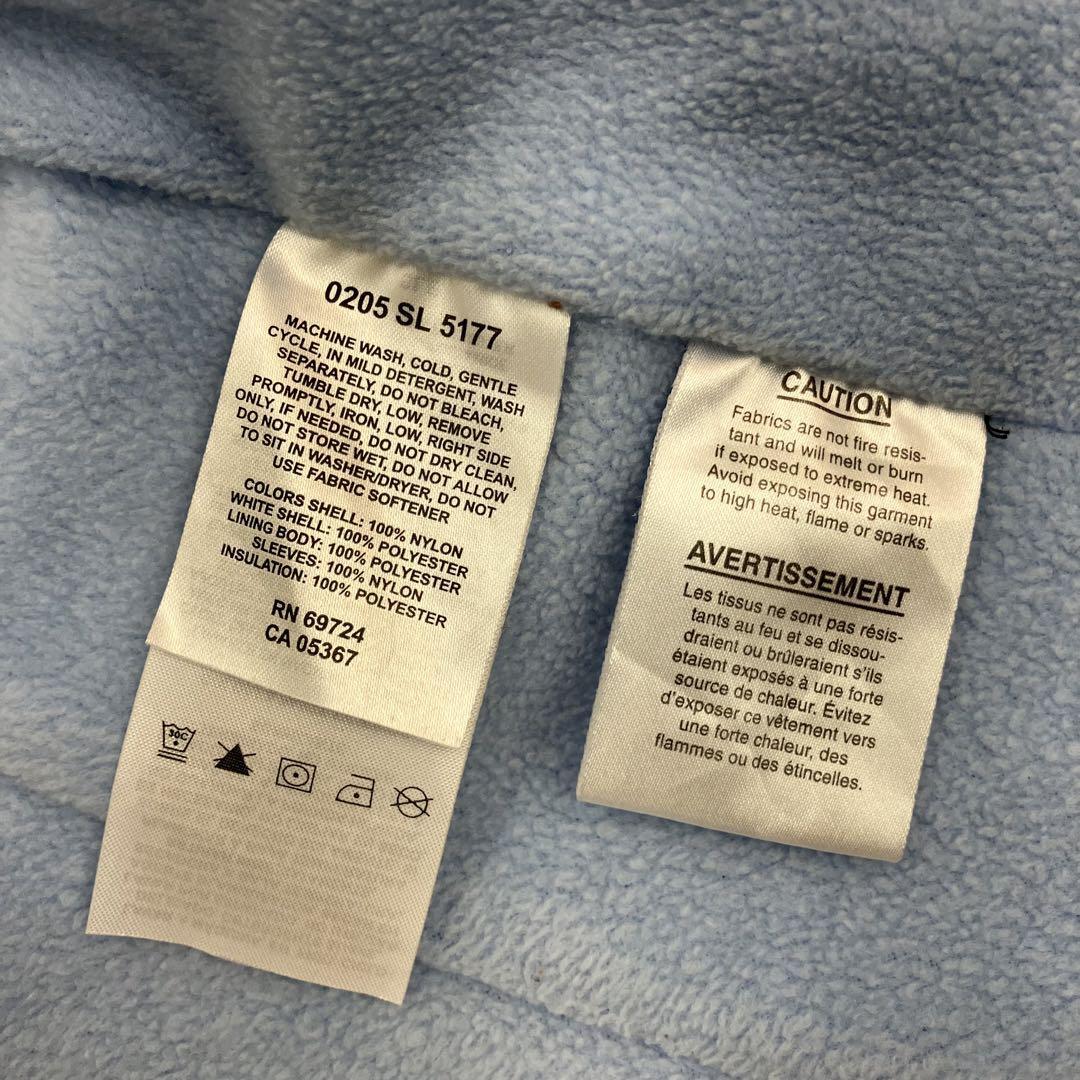 0205 SL 5177
MACHINE WASH, COLD, GENTLE
CYCLE, IN MILD DETERGENT, WASH
SEPARATELY, DO NOT BLEACH,
TUMBLE DRY, LOW, REMOVE
PROMPTLY, IRON, LOW, RIGHT SIDE
ONLY, IF NEEDED, DO NOT DRY CLEAN,
DO NOT STORE WET, DO NOT ALLOW
TO SIT IN WASHER/DRYER, DO NOT
USE FABRIC SOFTENER
COLORS SHELL: 100% NYLON
WHITE SHELL: 100% POLYESTER
LINING BODY: 100% POLYESTER
SLEEVES: 100% NYLON
INSULATION: 100% POLYESTER
RN 69724
CA 05367
30C
CAUTION
Fabrics are not fire resis-
tant and will melt or burn
if exposed to extreme heat.
Avoid exposing this garment
to high heat, flame or sparks.
AVERTISSEMENT
Les tissus ne sont pas résis-
tants au feu et se dissou-
draient ou brûleraient s'ils
étaient exposés à une forte
source de chaleur. Évitez
d'exposer ce vêtement vers
une forte chaleur, des
flammes ou des étincelles.